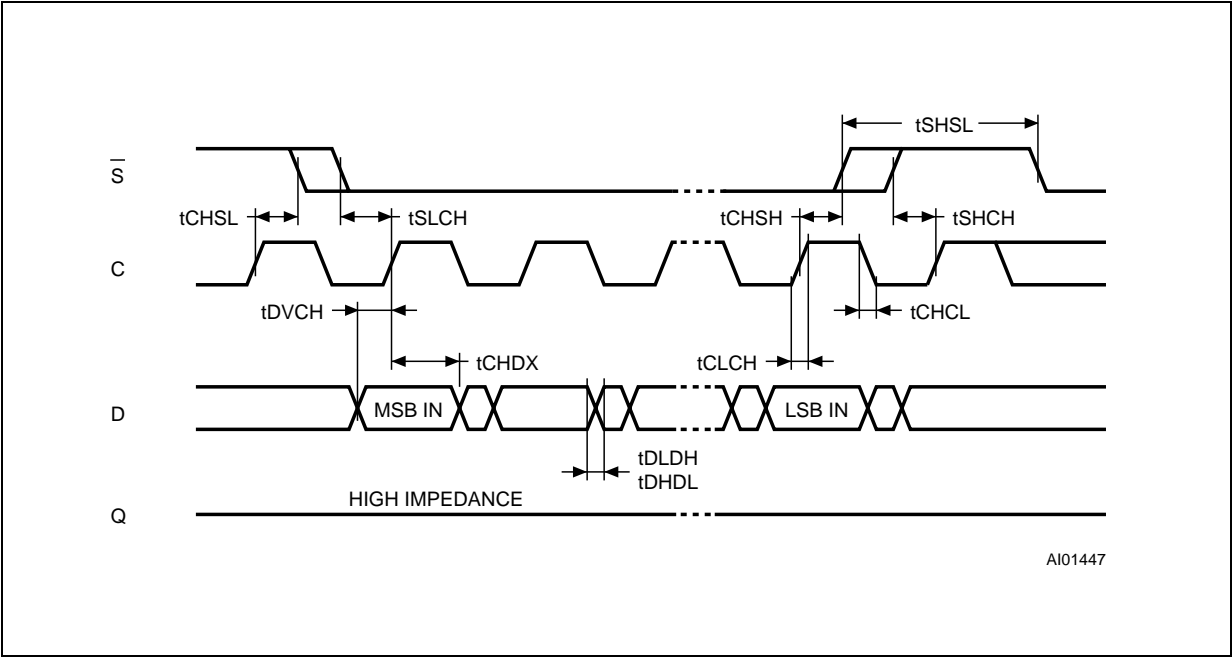 tSHSL
S̅
tCHSL
tSLCH
tCHSH
tSHCH
C
tDVCH
tCHCL
tCHDX
tCLCH
D
MSB IN
LSB IN
tDLDH
tDHDL
HIGH IMPEDANCE
Q
AI01447